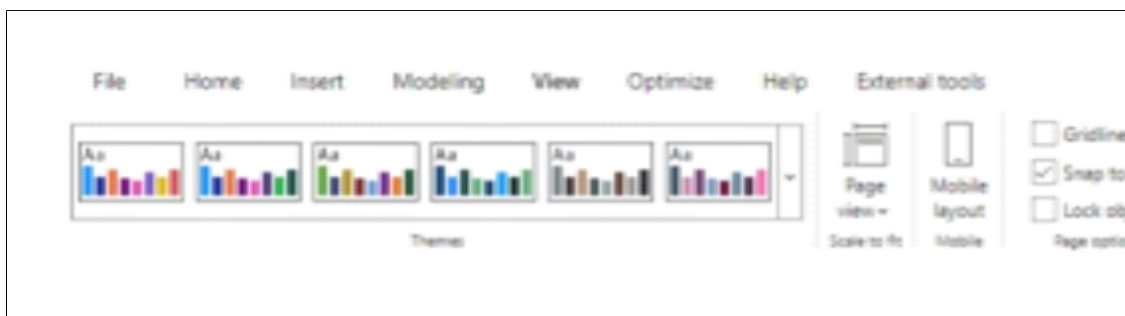 File Home Insert Modeling View Optimize Help External tools
Aa Aa Aa Aa Aa Aa
Page view
Mobile layout
Gridline
Snap to
Lock obj
Themes
Scale to fit
Mobile
Page optio